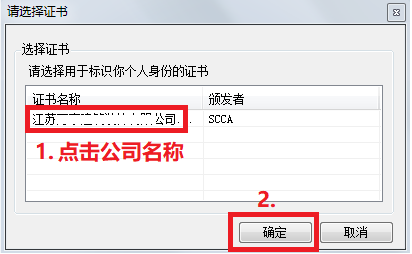 请选择证书
选择证书
请选择用于标识你个人身份的证书
证书名称 颁发者
江苏 有限公司... SCCA
1. 点击公司名称
2.
确定 取消